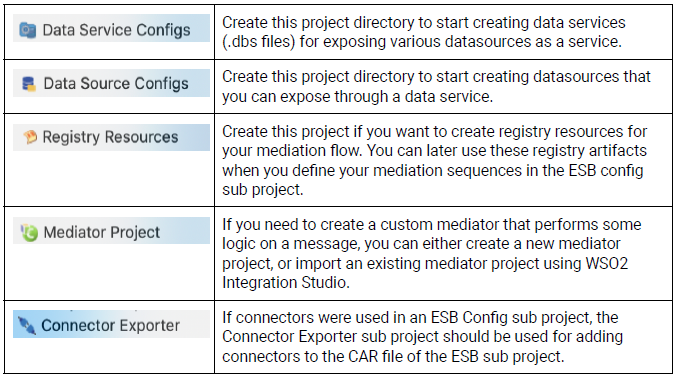 Data Service Configs
Create this project directory to start creating data services
(.dbs files) for exposing various datasources as a service.
Data Source Configs
Create this project directory to start creating datasources that
you can expose through a data service.
Registry Resources
Create this project if you want to create registry resources for
your mediation flow. You can later use these registry artifacts
when you define your mediation sequences in the ESB config
sub project.
Mediator Project
If you need to create a custom mediator that performs some
logic on a message, you can either create a new mediator
project, or import an existing mediator project using WSO2
Integration Studio.
Connector Exporter
If connectors were used in an ESB Config sub project, the
Connector Exporter sub project should be used for adding
connectors to the CAR file of the ESB sub project.